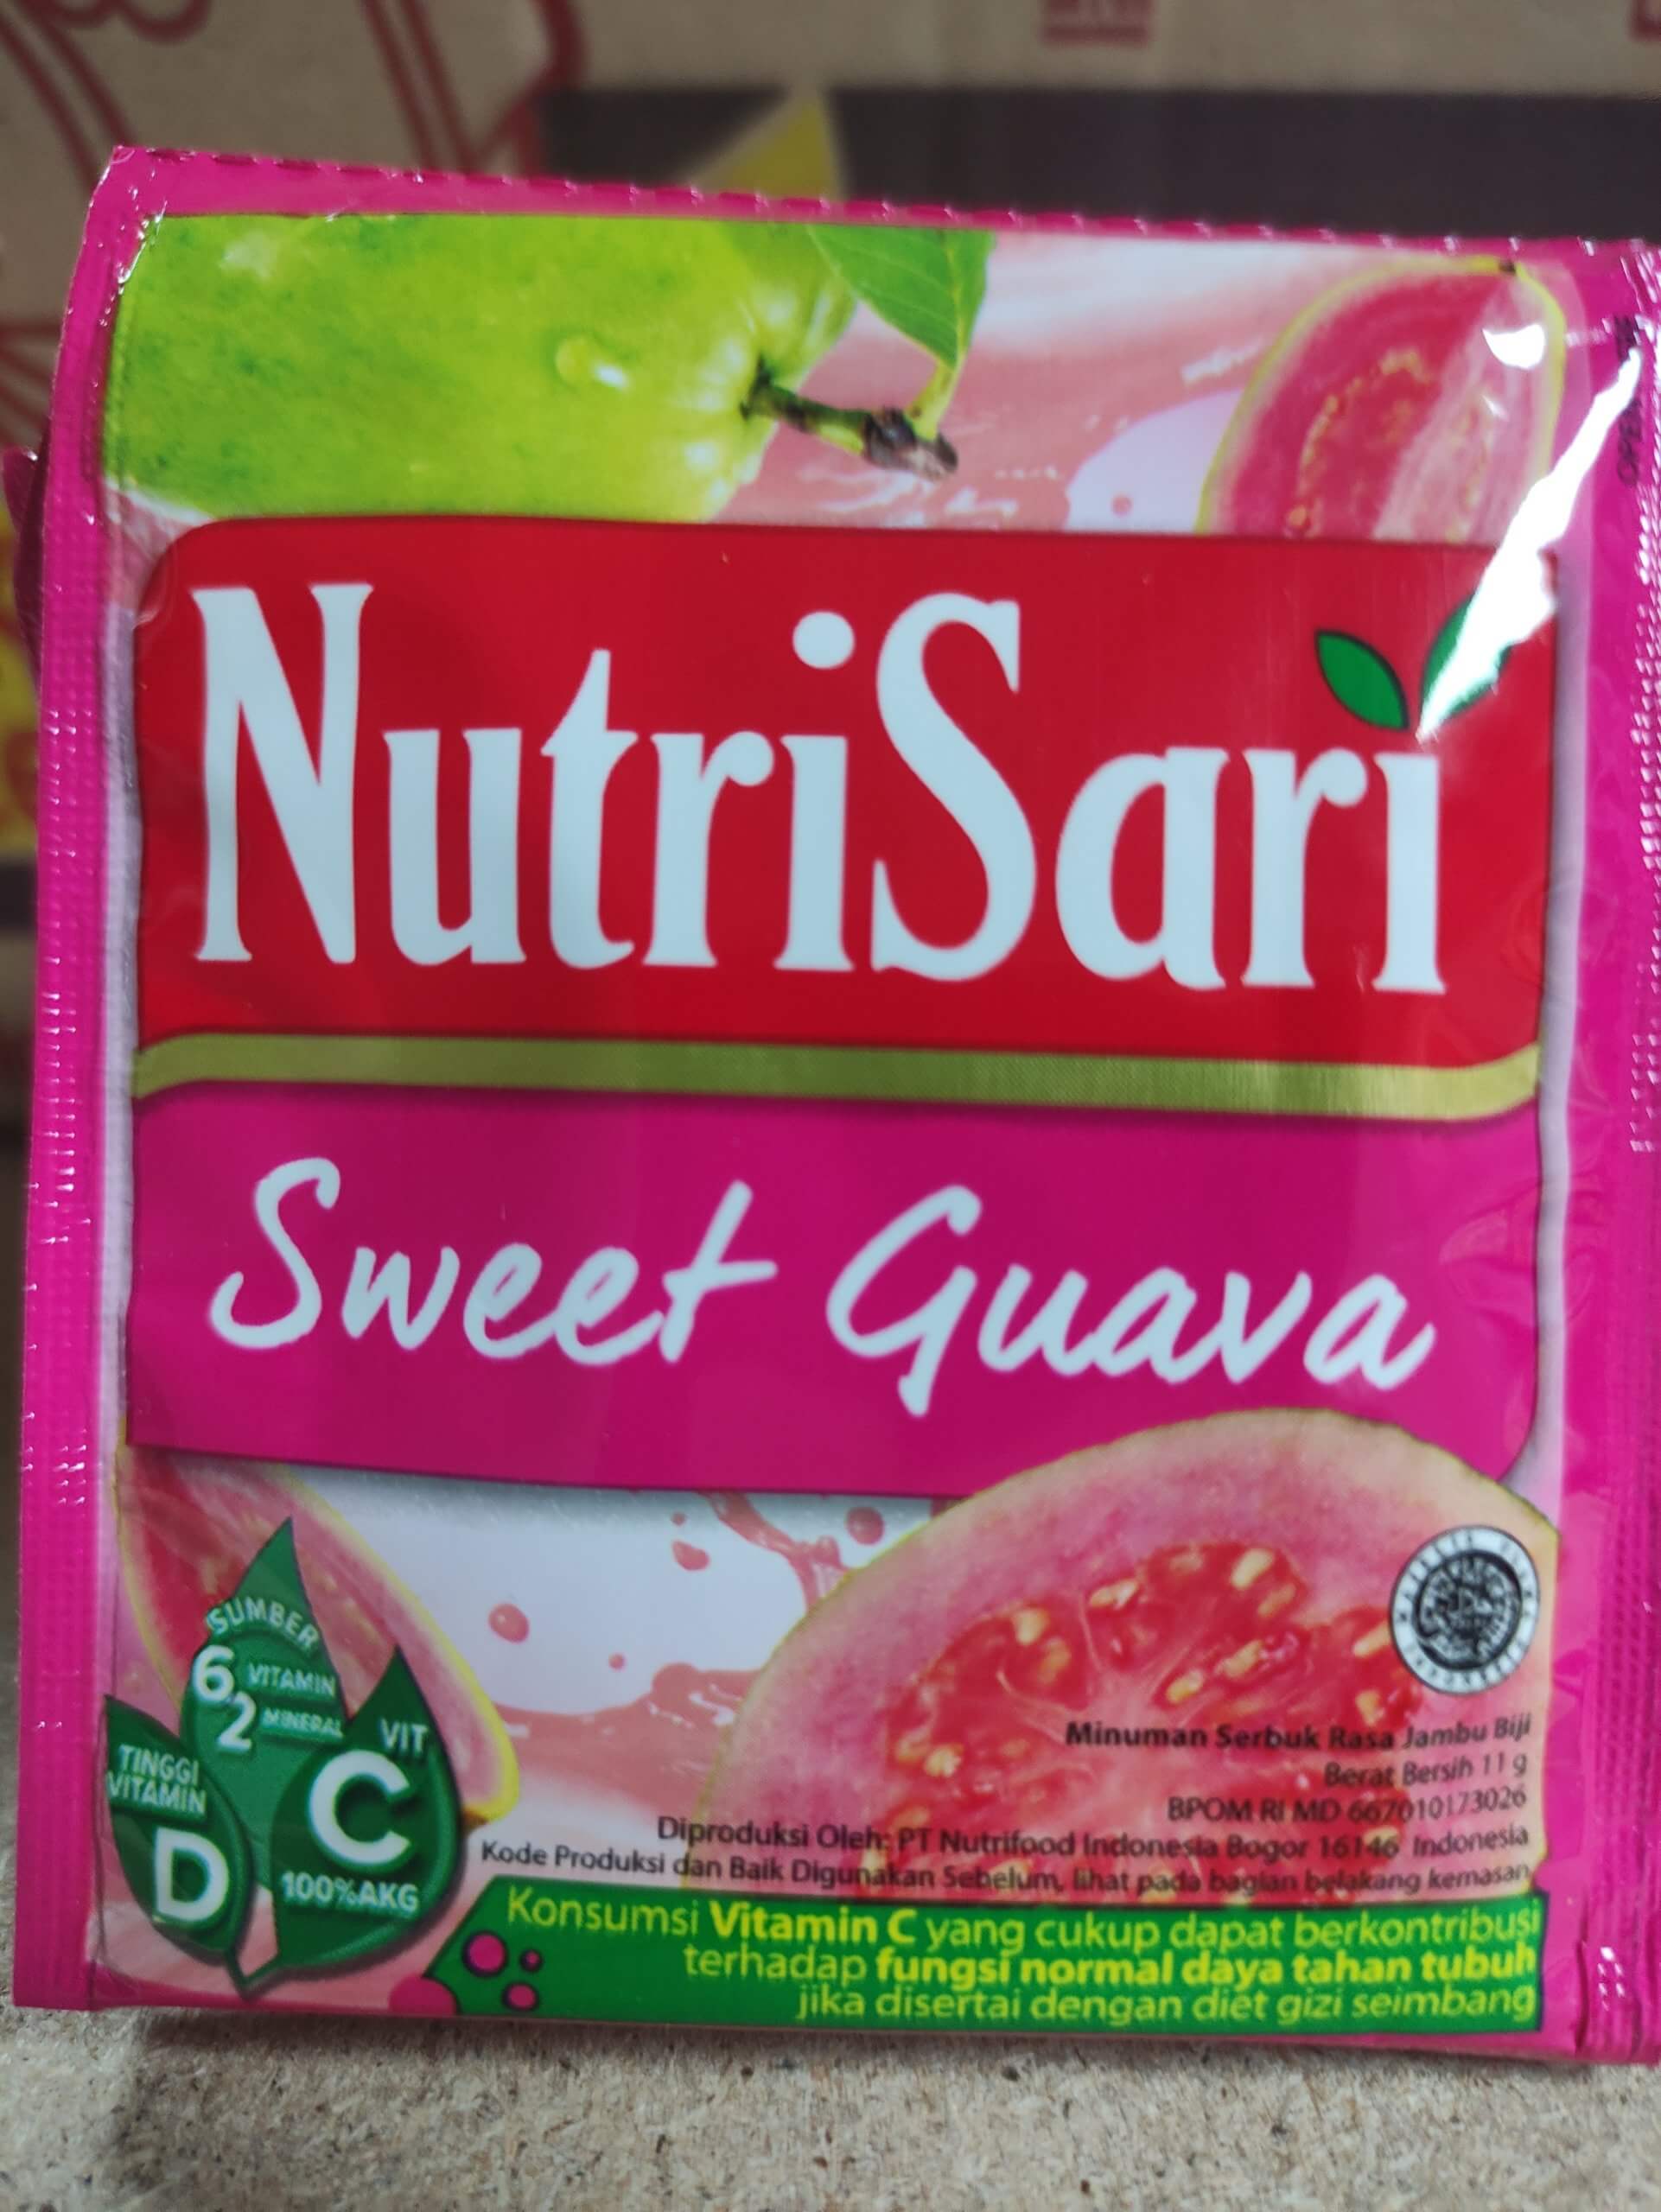 NutriSari
Sweet Guava
SUMBER
6 VITAMIN
2 MINERAL
TINGGI
VITAMIN
D
VIT
C
100%AKG
Minuman Serbuk Rasa Jambu Biji
Berat Bersih 11 g
BPOM RI MD 667010173026
Diproduksi Oleh: PT Nutrifood Indonesia Bogor 16146 Indonesia
Kode Produksi dan Baik Digunakan Sebelum, lihat pada bagian belakang kemasan
Konsumsi Vitamin C yang cukup dapat berkontribusi
terhadap fungsi normal daya tahan tubuh
jika disertai dengan diet gizi seimbang